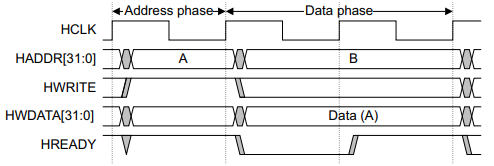 Address phase Data phase
HCLK
HADDR[31:0] A B
HWRITE
HWDATA[31:0] Data (A)
HREADY